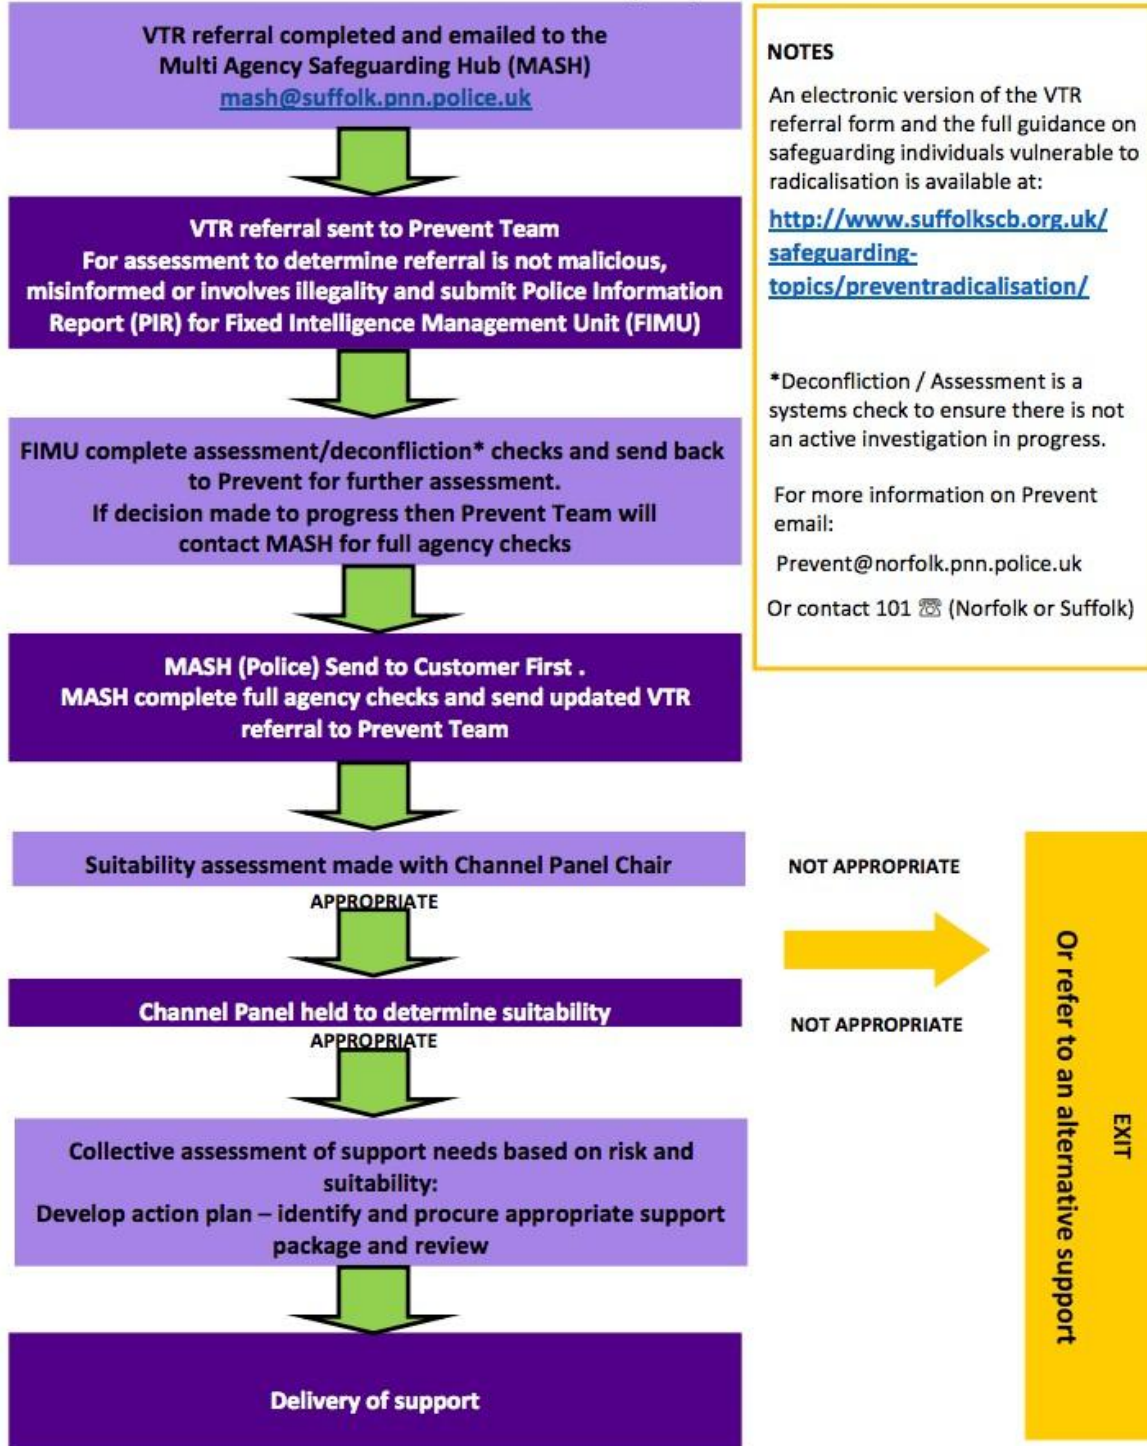 VTR referral completed and emailed to the
Multi Agency Safeguarding Hub (MASH)
mash@suffolk.pnn.police.uk
VTR referral sent to Prevent Team
For assessment to determine referral is not malicious,
misinformed or involves illegality and submit Police Information
Report (PIR) for Fixed Intelligence Management Unit (FIMU)
FIMU complete assessment/deconfliction* checks and send back
to Prevent for further assessment.
If decision made to progress then Prevent Team will
contact MASH for full agency checks
MASH (Police) Send to Customer First .
MASH complete full agency checks and send updated VTR
referral to Prevent Team
Suitability assessment made with Channel Panel Chair
APPROPRIATE
Channel Panel held to determine suitability
APPROPRIATE
Collective assessment of support needs based on risk and
suitability:
Develop action plan – identify and procure appropriate support
package and review
Delivery of support
NOTES
An electronic version of the VTR
referral form and the full guidance on
safeguarding individuals vulnerable to
radicalisation is available at:
http://www.suffolkscb.org.uk/
safeguarding-
topics/preventradicalisation/
*Deconfliction / Assessment is a
systems check to ensure there is not
an active investigation in progress.
For more information on Prevent
email:
Prevent@norfolk.pnn.police.uk
Or contact 101 ☏ (Norfolk or Suffolk)
NOT APPROPRIATE
NOT APPROPRIATE
EXIT
Or refer to an alternative support